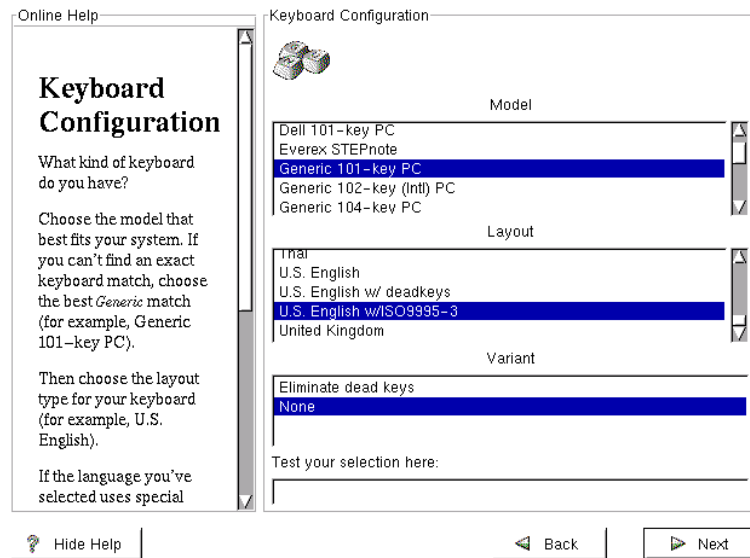 Online Help
Keyboard
Configuration
What kind of keyboard
do you have?
Choose the model that
best fits your system. If
you can't find an exact
keyboard match, choose
the best Generic match
(for example, Generic
101-key PC).
Then choose the layout
type for your keyboard
(for example, U.S.
English).
If the language you've
selected uses special
Keyboard Configuration
Model
Dell 101-key PC
Everex STEPnote
Generic 101-key PC
Generic 102-key (Intl) PC
Generic 104-key PC
Layout
Thai
U.S. English
U.S. English w/ deadkeys
U.S. English w/ISO9995-3
United Kingdom
Variant
Eliminate dead keys
None
Test your selection here:
Hide Help
Back
Next